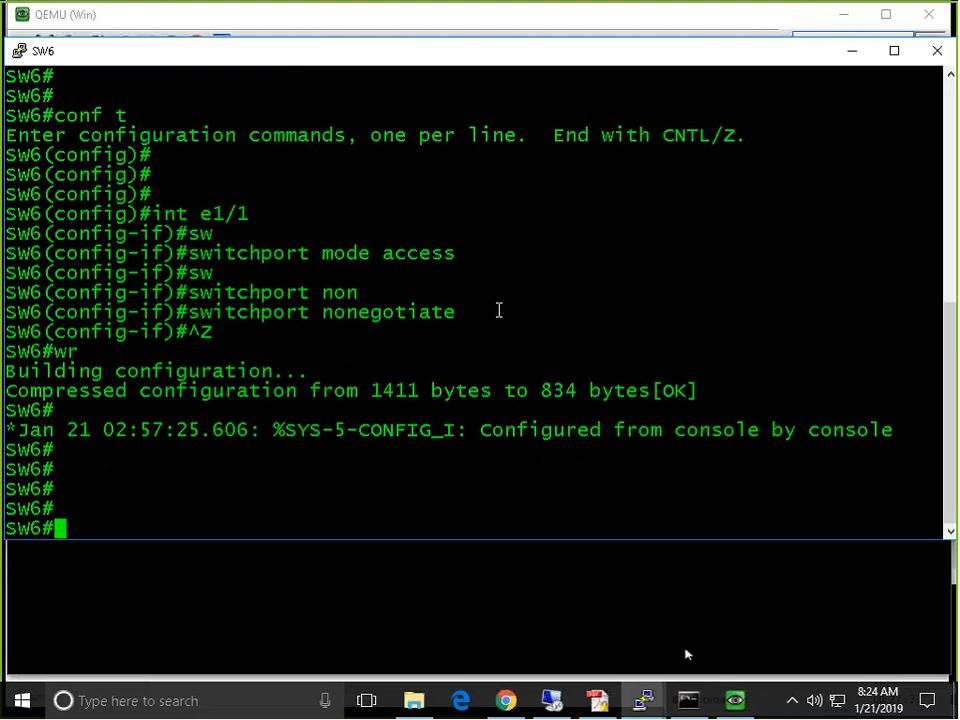 QEMU (Win)
SW6
SW6#
SW6#
SW6#conf t
Enter configuration commands, one per line.  End with CNTL/Z.
SW6(config)#
SW6(config)#
SW6(config)#
SW6(config)#int e1/1
SW6(config-if)#sw
SW6(config-if)#switchport mode access
SW6(config-if)#sw
SW6(config-if)#switchport non
SW6(config-if)#switchport nonegotiate
SW6(config-if)#^Z
SW6#wr
Building configuration...
Compressed configuration from 1411 bytes to 834 bytes[OK]
SW6#
*Jan 21 02:57:25.606: %SYS-5-CONFIG_I: Configured from console by console
SW6#
SW6#
SW6#
SW6#
SW6#
Type here to search
8:24 AM
1/21/2019